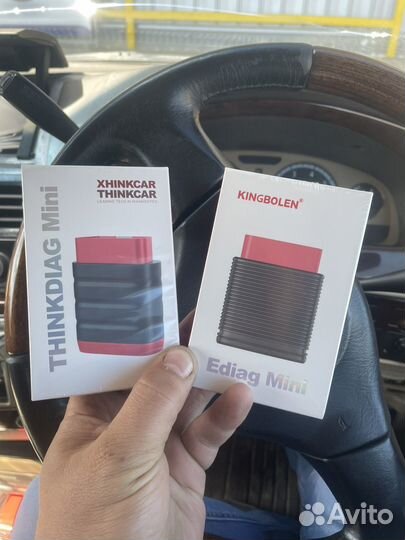 XHINKCAR
THINKCAR
LEADING TECH IN DIAGNOSTICS
THINKDIAG Mini
KINGBOLEN®
Ediag Mini
Avito